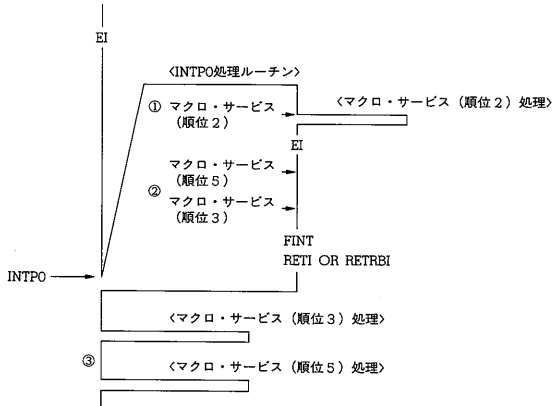 EI
〈INTPO処理ルーチン〉
① マクロ・サービス
(順位2)
〈マクロ・サービス(順位2)処理〉
EI
マクロ・サービス
(順位5)
②
マクロ・サービス
(順位3)
FINT
RETI OR RETRBI
INTPO
〈マクロ・サービス(順位3)処理〉
③
〈マクロ・サービス(順位5)処理〉